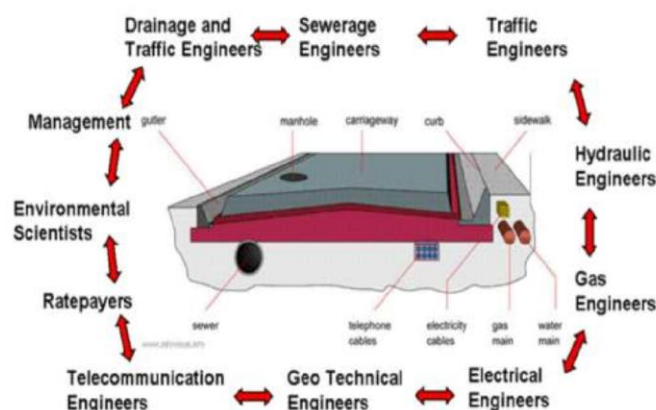 Drainage and Traffic Engineers
Sewerage Engineers
Traffic Engineers
Management
gutler
manhole
carriageway
curb
sidewalk
Hydraulic Engineers
Environmental Scientists
Ratepayers
Gas Engineers
sewer
telephone cables
electricity cables
gas main
water main
Telecommunication Engineers
Geo Technical Engineers
Electrical Engineers